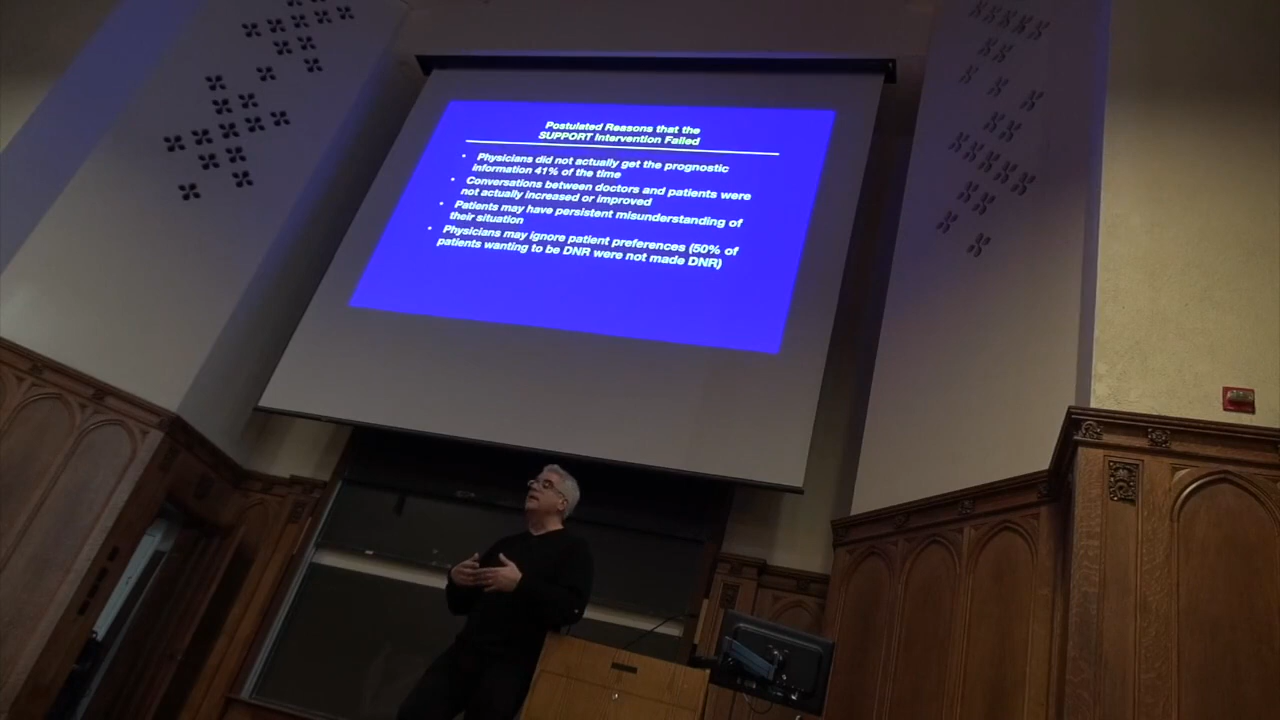 Postulated Reasons that the
SUPPORT Intervention Failed
• Physicians did not actually get the prognostic
information 41% of the time
• Conversations between doctors and patients were
not actually increased or improved
• Patients may have persistent misunderstanding of
their situation
• Physicians may ignore patient preferences (50% of
patients wanting to be DNR were not made DNR)